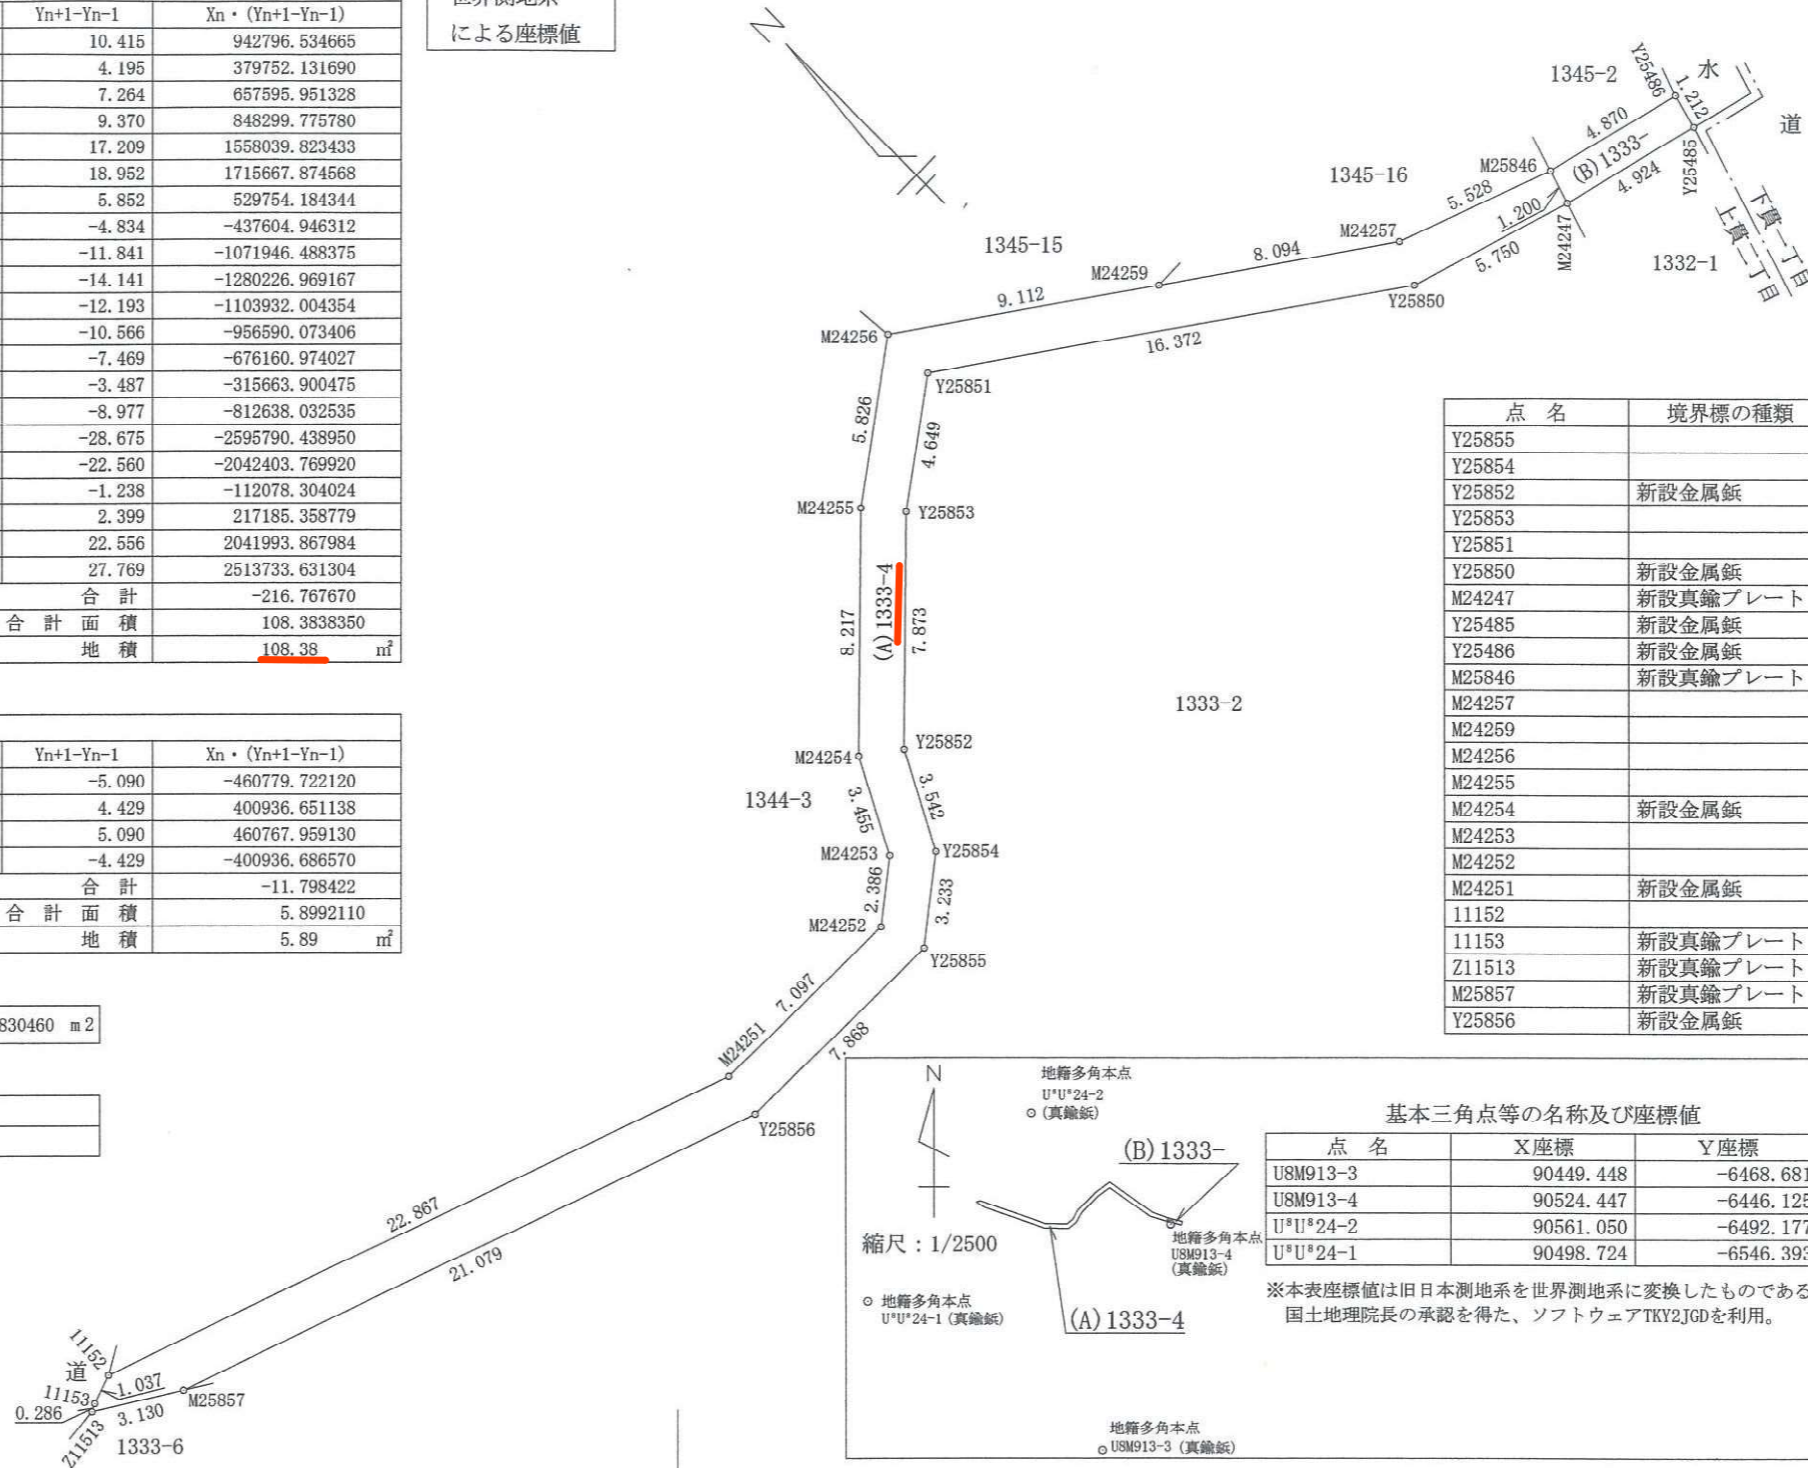 Yn+1-Yn-1 Xn・(Yn+1-Yn-1)
10.415 942796.534665
4.195 379752.131690
7.264 657595.951328
9.370 848299.775780
17.209 1558039.823433
18.952 1715667.874568
5.852 529754.184344
-4.834 -437604.946312
-11.841 -1071946.488375
-14.141 -1280226.969167
-12.193 -1103932.004354
-10.566 -956590.073406
-7.469 -676160.974027
-3.487 -315663.900475
-8.977 -812638.032535
-28.675 -2595790.438950
-22.560 -2042403.769920
-1.238 -112078.304024
2.399 217185.358779
22.556 2041993.867984
27.769 2513733.631304
合 計 -216.767670
合 計 面 積 108.3838350
地 積 108.38 ㎡
Yn+1-Yn-1 Xn・(Yn+1-Yn-1)
-5.090 -460779.722120
4.429 400936.651138
5.090 460767.959130
-4.429 -400936.686570
合 計 -11.798422
合 計 面 積 5.8992110
地 積 5.89 ㎡
830460 m2
世界測地系
による座標値
N
1345-2
Y25486
水
1.212
道
4.870
(B)1333-
M25846
Y25485
4.924
1345-16
5.528
1.200
下貫一丁目
上貫一丁目
M24257
M24247
1332-1
1345-15
8.094
5.750
M24259
Y25850
9.112
M24256
16.372
Y25851
5.826
4.649
M24255
Y25853
(A)1333-4
8.217
7.873
1333-2
Y25852
M24254
1344-3
3.455
3.542
M24253
Y25854
2.386
3.233
M24252
Y25855
7.097
7.868
M24251
Y25856
22.867
21.079
11152
道
1.037
11153
M25857
0.286
3.130
Z11513
1333-6
点 名 境界標の種類
Y25855
Y25854
Y25852 新設金属鋲
Y25853
Y25851
Y25850 新設金属鋲
M24247 新設真鍮プレート
Y25485 新設金属鋲
Y25486 新設金属鋲
M25846 新設真鍮プレート
M24257
M24259
M24256
M24255
M24254 新設金属鋲
M24253
M24252
M24251 新設金属鋲
11152
11153 新設真鍮プレート
Z11513 新設真鍮プレート
M25857 新設真鍮プレート
Y25856 新設金属鋲
N
地籍多角本点
U⁸U⁸24-2
(真鍮鋲)
(B)1333-
縮尺：1/2500
地籍多角本点
U8M913-4
(真鍮鋲)
地籍多角本点
U⁸U⁸24-1 (真鍮鋲)
(A)1333-4
地籍多角本点
U8M913-3 (真鍮鋲)
基本三角点等の名称及び座標値
点 名 X座標 Y座標
U8M913-3 90449.448 -6468.681
U8M913-4 90524.447 -6446.125
U⁸U⁸24-2 90561.050 -6492.177
U⁸U⁸24-1 90498.724 -6546.393
※本表座標値は旧日本測地系を世界測地系に変換したものである
国土地理院長の承認を得た、ソフトウェアTKY2JGDを利用。